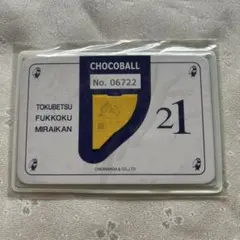 CHOCOBALL
No. 06722
TOKUBETSU
FUKKOKU
MIRAIKAN
21